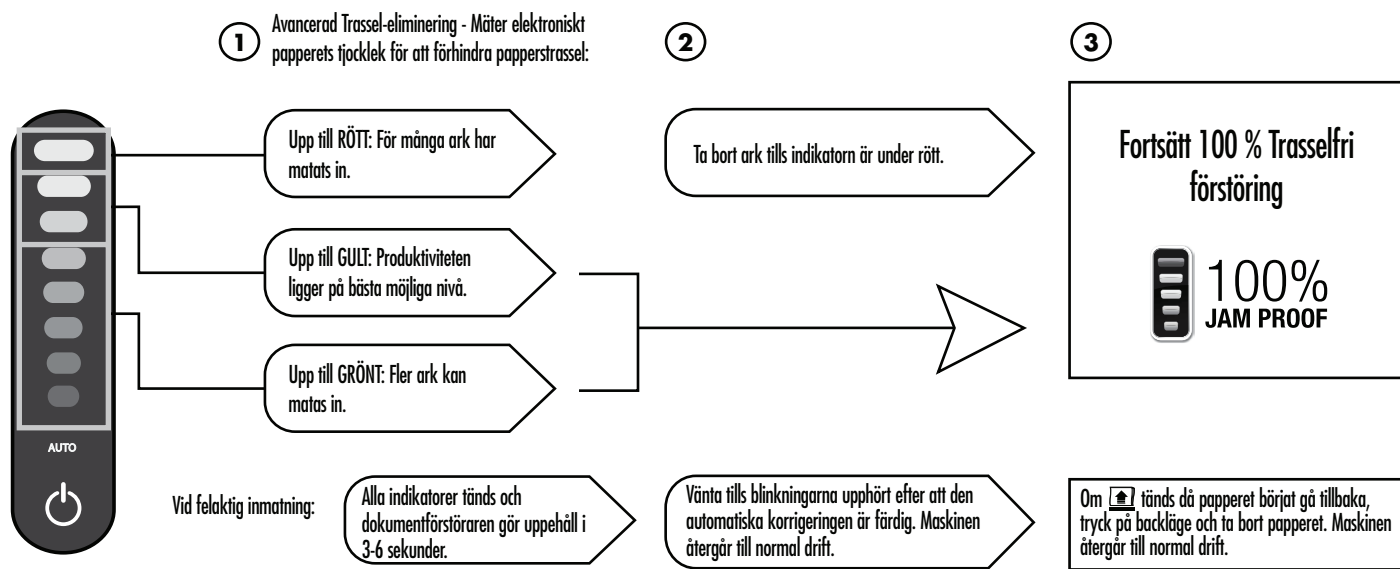 1
Avancerad Trassel-eliminering - Mäter elektroniskt
papperets tjocklek för att förhindra papperstrassel:
2
3
Upp till RÖTT: För många ark har
matats in.
Ta bort ark tills indikatorn är under rött.
Fortsätt 100 % Trasselfri
förstöring
Upp till GULT: Produktiviteten
ligger på bästa möjliga nivå.
100%
JAM PROOF
Upp till GRÖNT: Fler ark kan
matas in.
AUTO
Vid felaktig inmatning:
Alla indikatorer tänds och
dokumentförstöraren gör uppehåll i
3-6 sekunder.
Vänta tills blinkningarna upphört efter att den
automatiska korrigeringen är färdig. Maskinen
återgår till normal drift.
Om tänds då papperet börjat gå tillbaka,
tryck på backläge och ta bort papperet. Maskinen
återgår till normal drift.